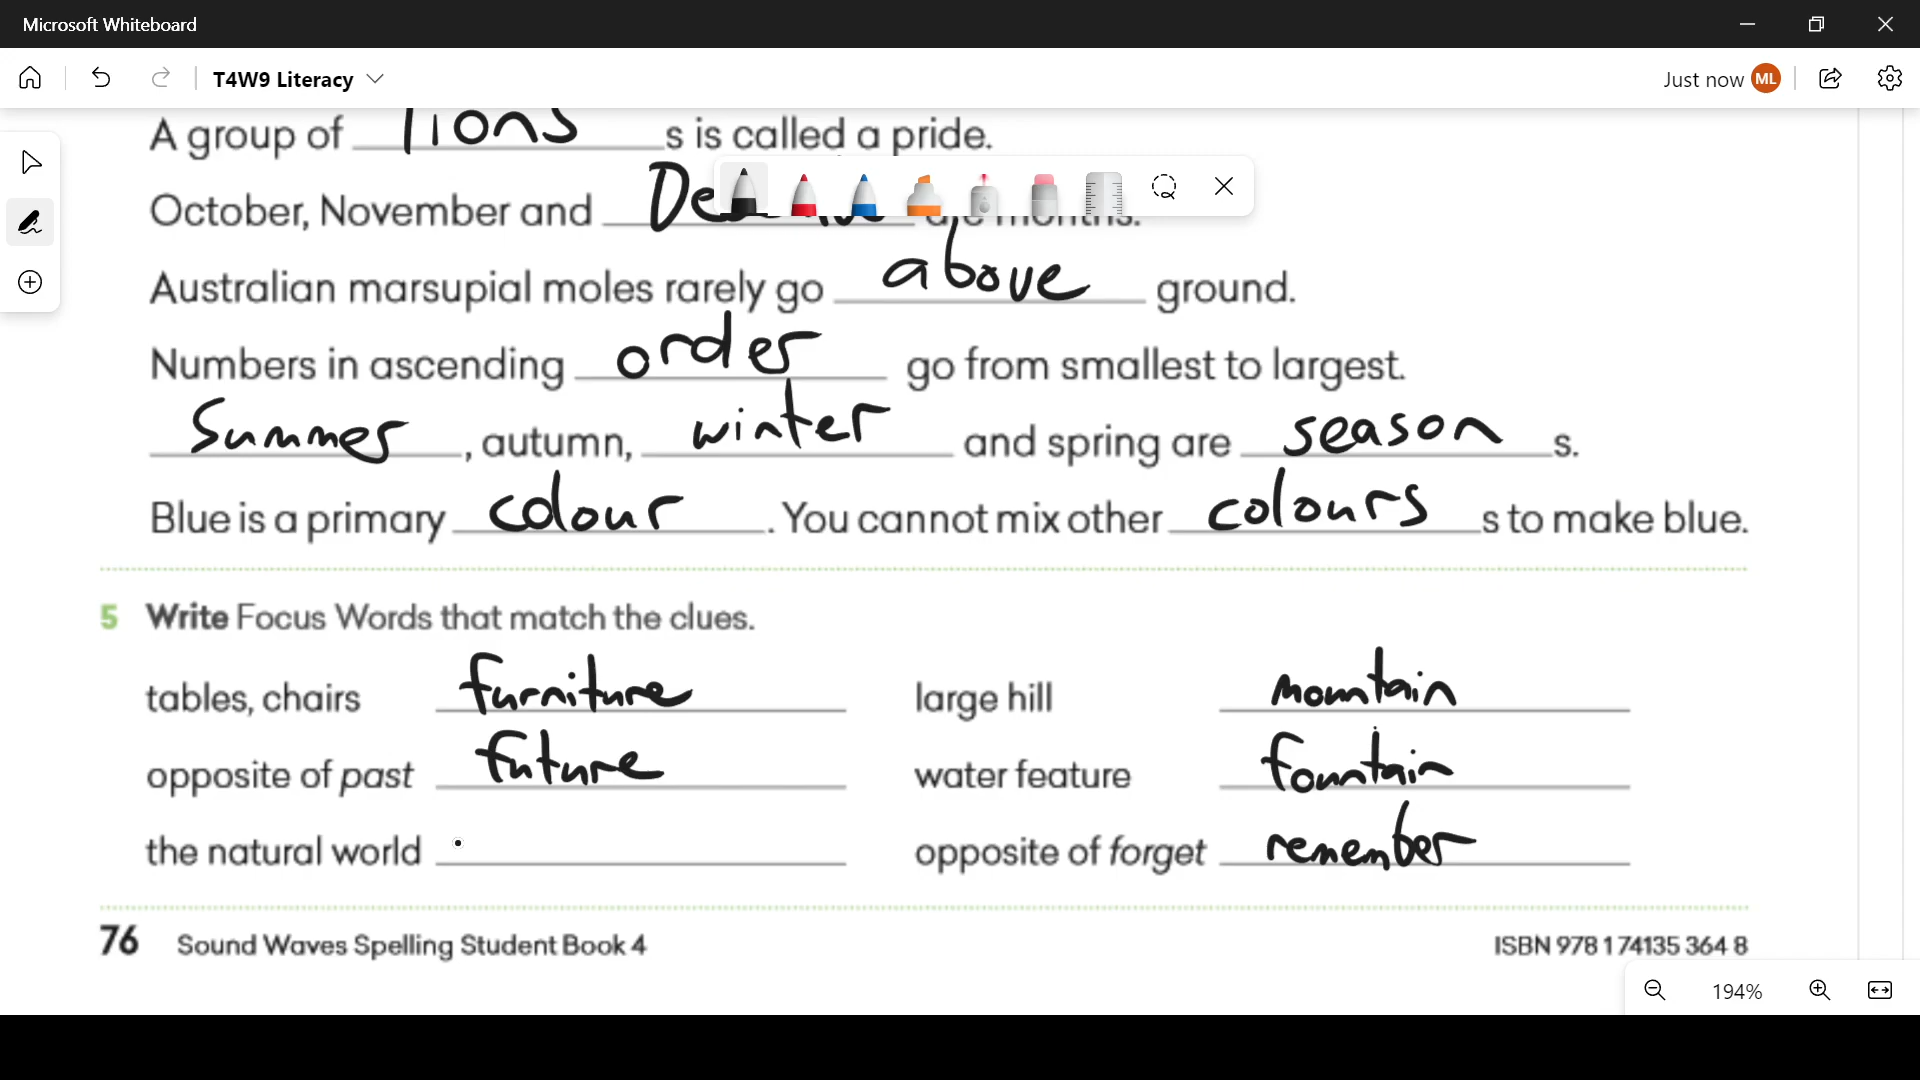 Microsoft Whiteboard
T4W9 Literacy
Just now ML
A group of lions s is called a pride.
October, November and months.
Australian marsupial moles rarely go above ground.
Numbers in ascending order go from smallest to largest.
Summer, autumn, winter and spring are seasons.
Blue is a primary colour. You cannot mix other colours s to make blue.
5 Write Focus Words that match the clues.
tables, chairs furniture large hill mountain
opposite of past future water feature fountain
the natural world opposite of forget remember
76 Sound Waves Spelling Student Book 4 ISBN 978 1 74135 364 8
194%